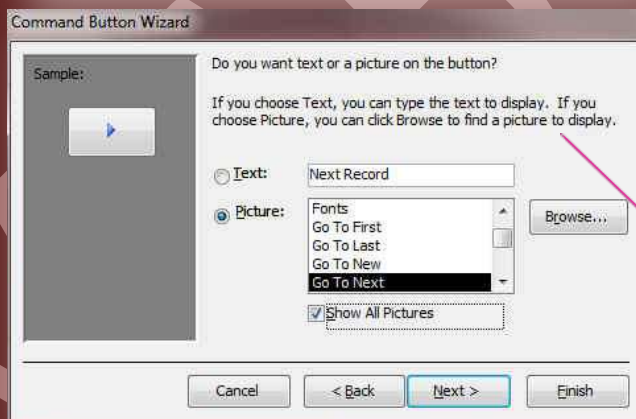 Command Button Wizard
Sample:
Do you want text or a picture on the button?
If you choose Text, you can type the text to display. If you
choose Picture, you can click Browse to find a picture to display.
Text:
Next Record
Picture:
Fonts
Go To First
Go To Last
Go To New
Go To Next
Browse...
Show All Pictures
Cancel
< Back
Next >
Finish